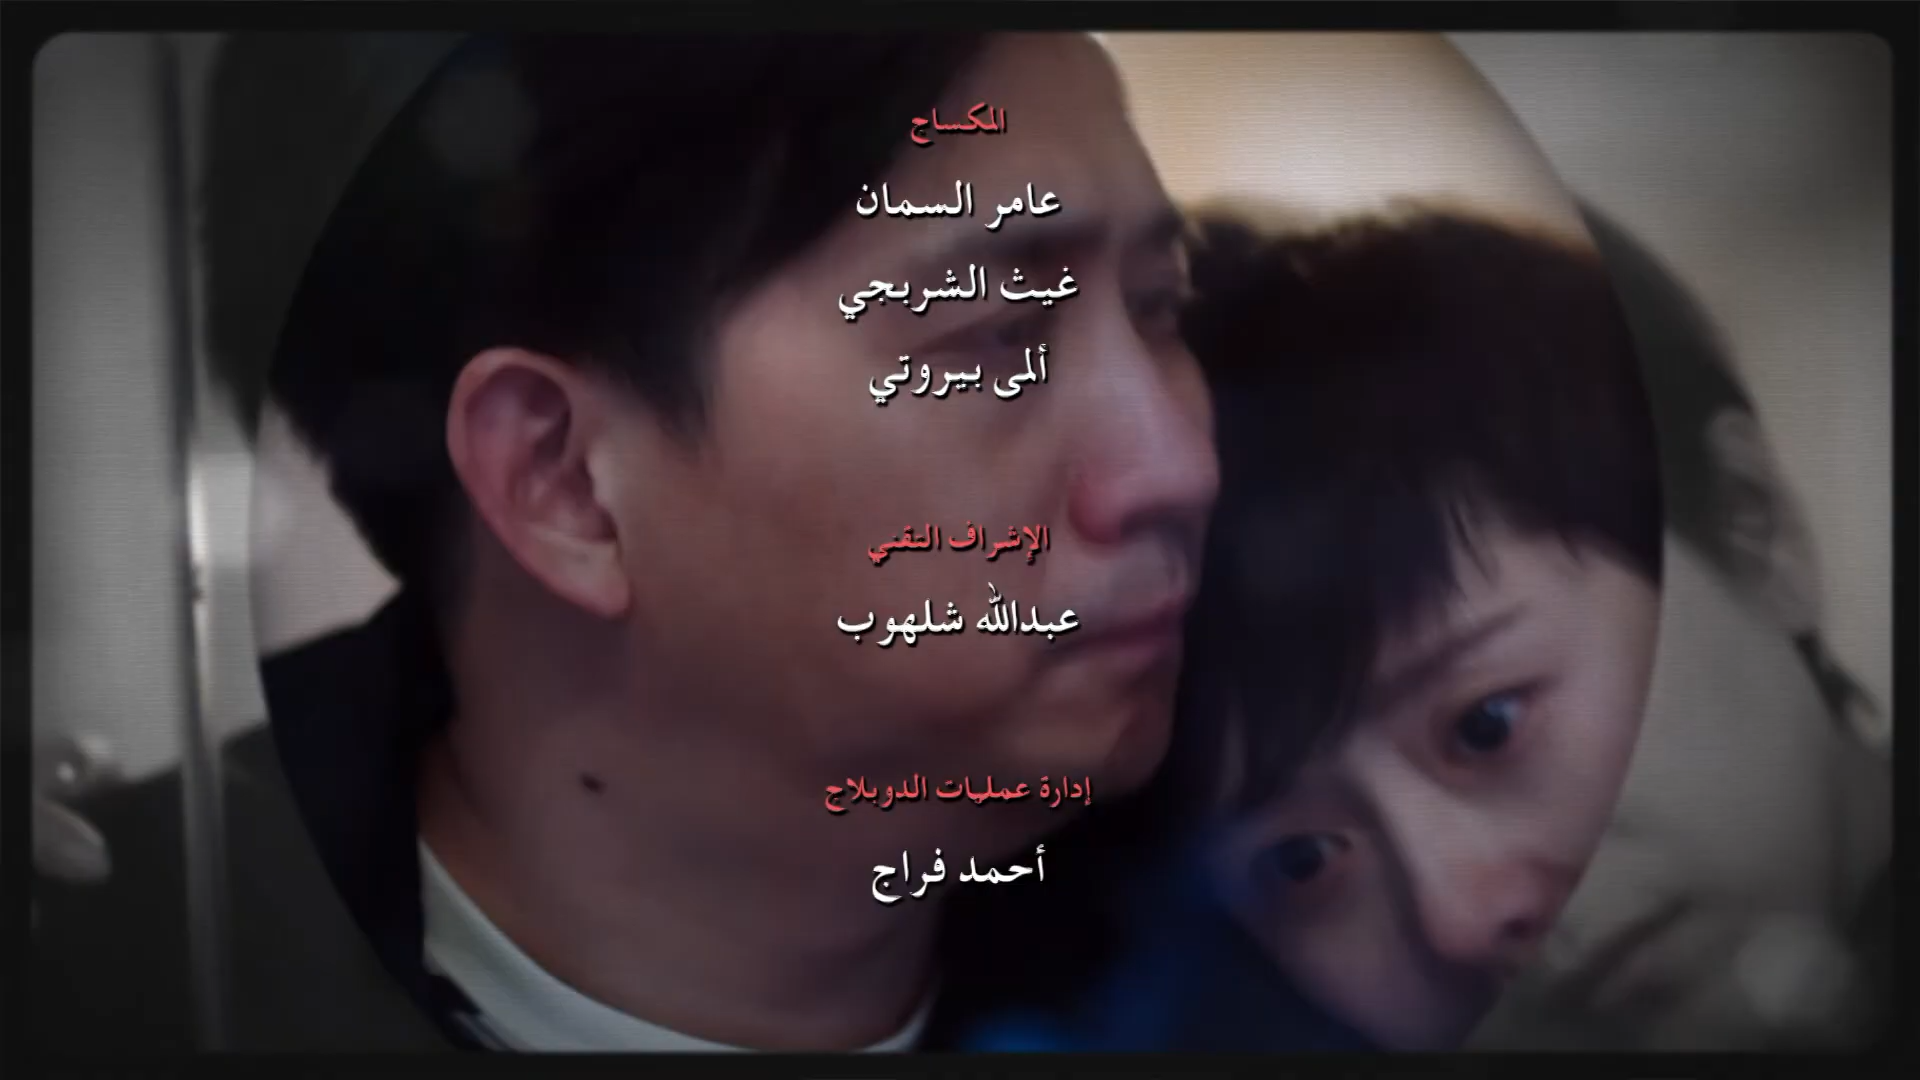 المكساج
عامر السمان
غيث الشربجي
ألمى بيروتي
الإشراف التقني
عبدالله شلهوب
إدارة عمليات الدوبلاج
أحمد فراج